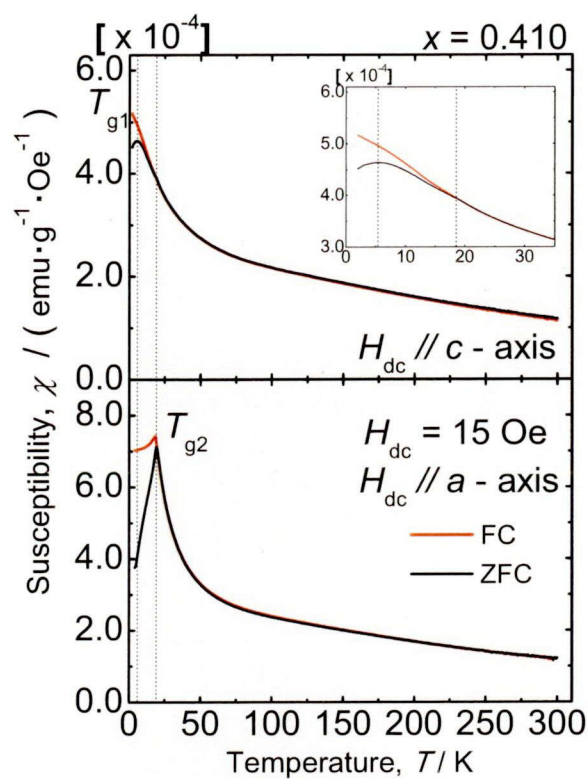 [ x 10⁻⁴] x = 0.410
6.0
T_g1
4.0
2.0
0.0
[ x 10⁻⁴]
6.0
5.0
4.0
3.0
0 10 20 30
H_dc // c - axis
Susceptibility, χ / ( emu·g⁻¹·Oe⁻¹ )
8.0
6.0
4.0
2.0
0.0
T_g2
H_dc = 15 Oe
H_dc // a - axis
FC
ZFC
0 50 100 150 200 250 300
Temperature, T / K